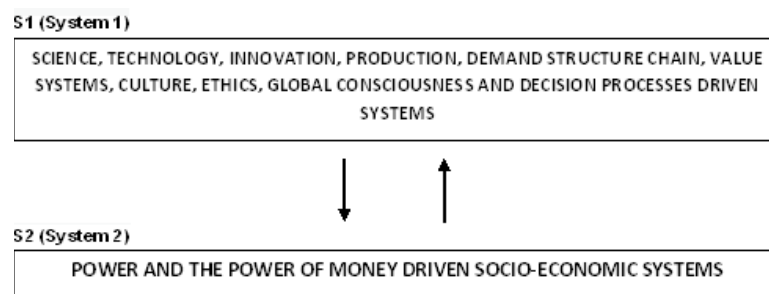 S1 (System 1)
SCIENCE, TECHNOLOGY, INNOVATION, PRODUCTION, DEMAND STRUCTURE CHAIN, VALUE
SYSTEMS, CULTURE, ETHICS, GLOBAL CONSCIOUSNESS AND DECISION PROCESSES DRIVEN
SYSTEMS
S2 (System 2)
POWER AND THE POWER OF MONEY DRIVEN SOCIO-ECONOMIC SYSTEMS